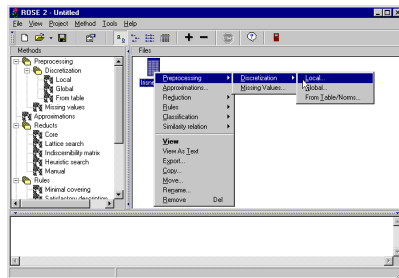 ROSE 2 - Untitled
File View Project Method Tools Help
Methods
Files
Preprocessing
Discretization
Local
Global
From table
Missing values
Approximations
Reducts
Core
Lattice search
Indiscernibility matrix
Heuristic search
Manual
Rules
Minimal covering
Satisfactory description
Preprocessing
Approximations...
Reduction
Rules
Classification
Similarity relation
View
View As Text
Export...
Copy...
Move...
Rename...
Remove Del
Discretization
Missing Values...
Local...
Global...
From Table/Norms...